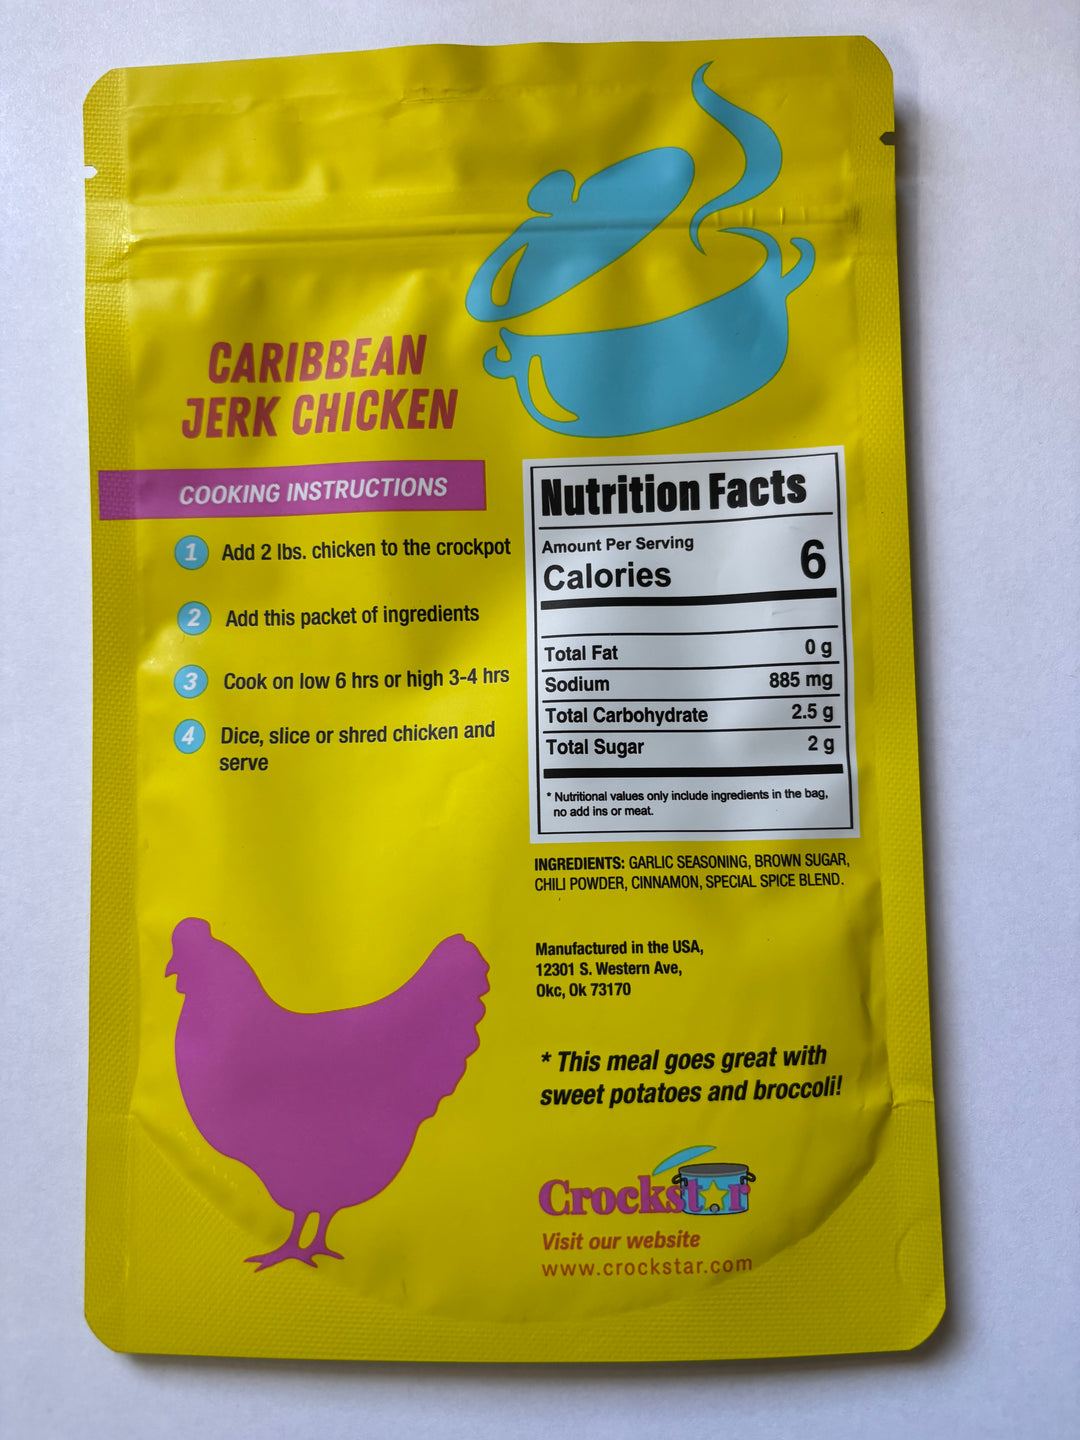 CARIBBEAN
JERK CHICKEN
COOKING INSTRUCTIONS
1 Add 2 lbs. chicken to the crockpot
2 Add this packet of ingredients
3 Cook on low 6 hrs or high 3-4 hrs
4 Dice, slice or shred chicken and
serve
Nutrition Facts
Amount Per Serving
Calories 6
Total Fat 0 g
Sodium 885 mg
Total Carbohydrate 2.5 g
Total Sugar 2 g
* Nutritional values only include ingredients in the bag,
no add ins or meat.
INGREDIENTS: GARLIC SEASONING, BROWN SUGAR,
CHILI POWDER, CINNAMON, SPECIAL SPICE BLEND.
Manufactured in the USA,
12301 S. Western Ave,
Okc, Ok 73170
* This meal goes great with
sweet potatoes and broccoli!
Crockstar
Visit our website
www.crockstar.com